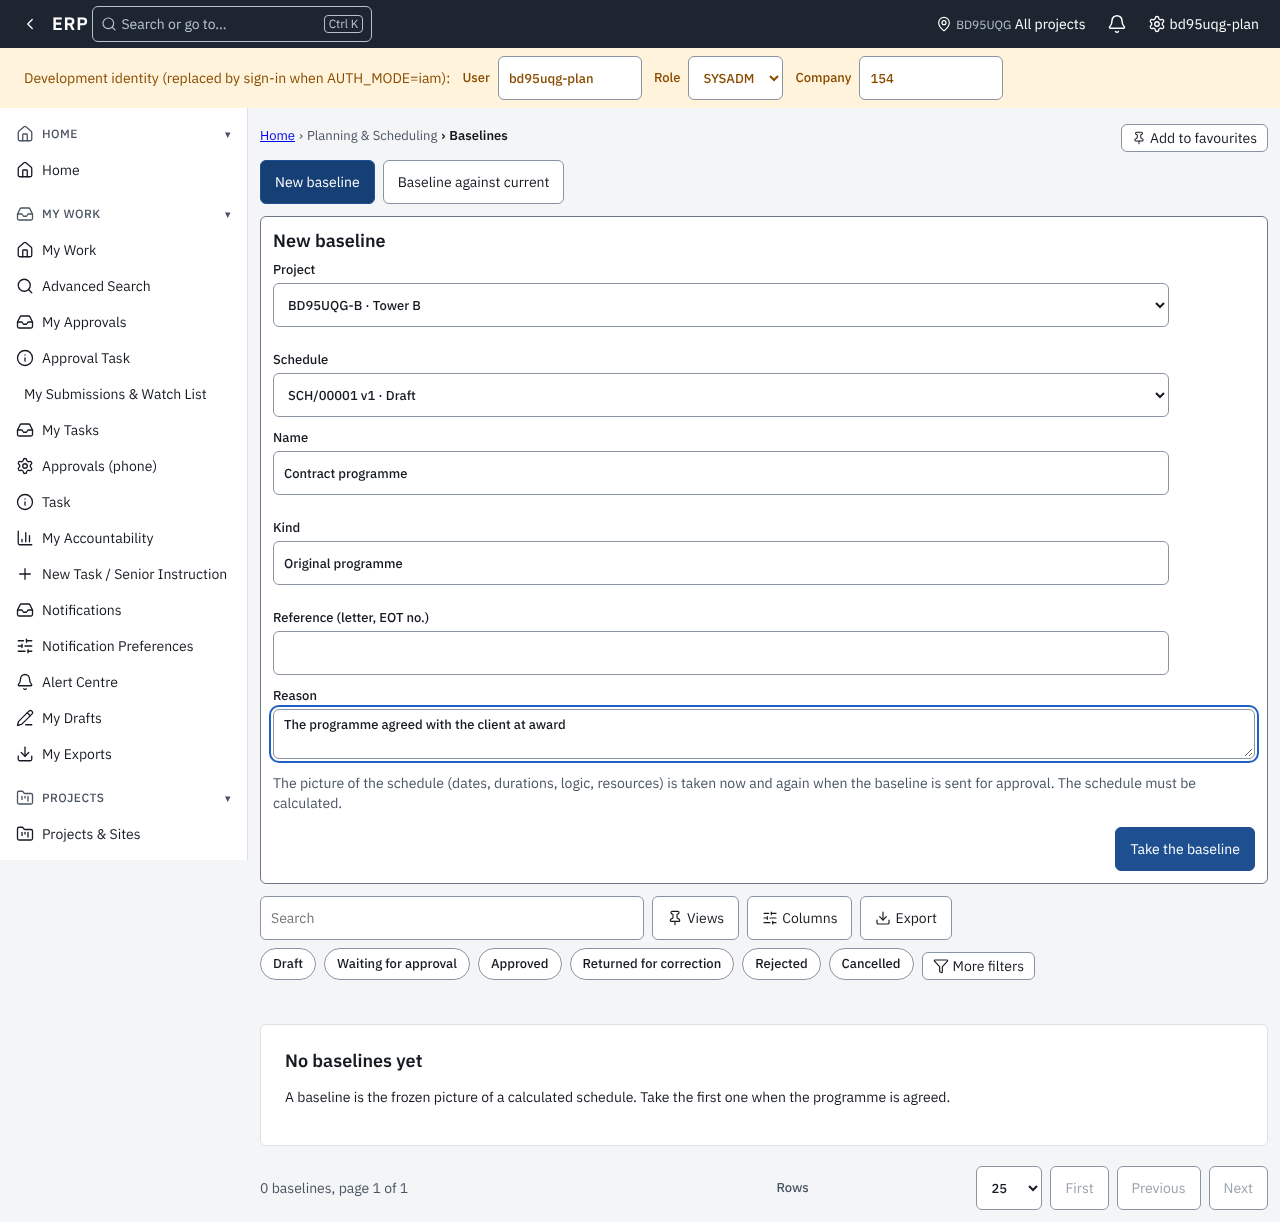 ERP
Search or go to...
Ctrl K
BD95UQG All projects
bd95uqg-plan
Development identity (replaced by sign-in when AUTH_MODE=iam):
User
bd95uqg-plan
Role
SYSADM
Company
154
HOME
Home
MY WORK
My Work
Advanced Search
My Approvals
Approval Task
My Submissions & Watch List
My Tasks
Approvals (phone)
Task
My Accountability
New Task / Senior Instruction
Notifications
Notification Preferences
Alert Centre
My Drafts
My Exports
PROJECTS
Projects & Sites
Home › Planning & Scheduling › Baselines
Add to favourites
New baseline
Baseline against current
New baseline
Project
BD95UQG-B · Tower B
Schedule
SCH/00001 v1 · Draft
Name
Contract programme
Kind
Original programme
Reference (letter, EOT no.)
Reason
The programme agreed with the client at award
The picture of the schedule (dates, durations, logic, resources) is taken now and again when the baseline is sent for approval. The schedule must be
calculated.
Take the baseline
Search
Views
Columns
Export
Draft
Waiting for approval
Approved
Returned for correction
Rejected
Cancelled
More filters
No baselines yet
A baseline is the frozen picture of a calculated schedule. Take the first one when the programme is agreed.
0 baselines, page 1 of 1
Rows
25
First
Previous
Next